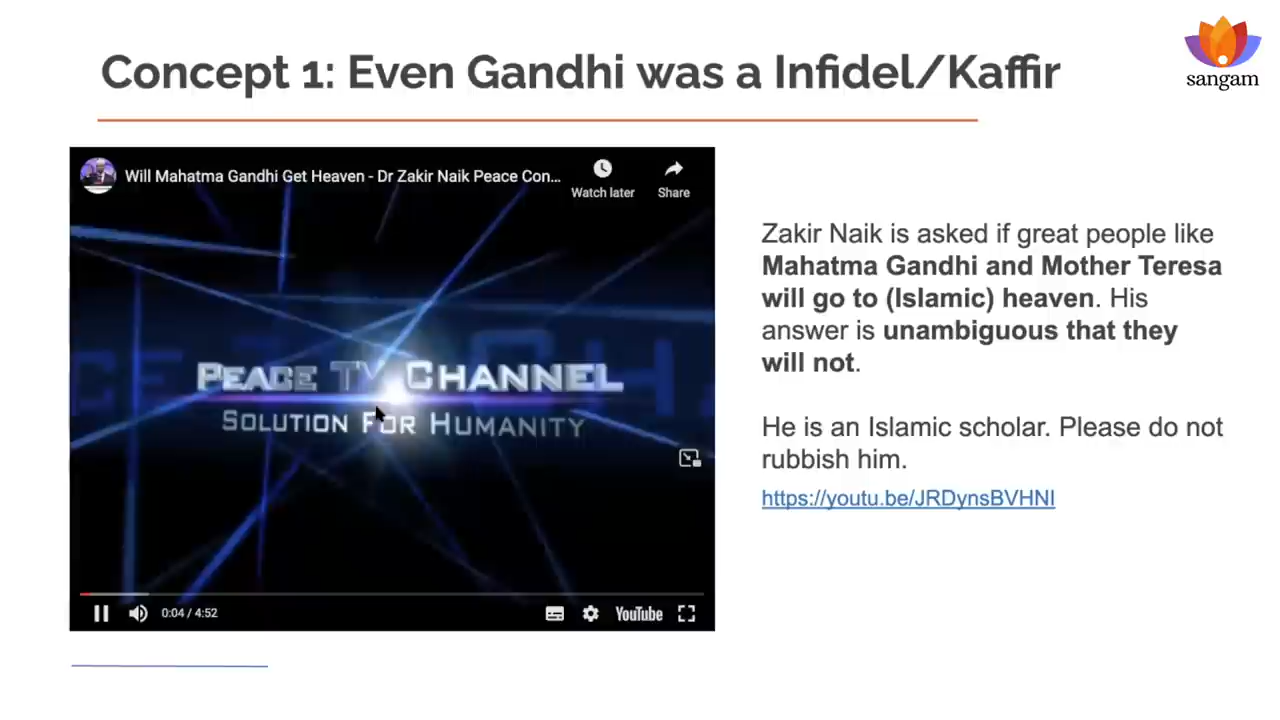 Concept 1: Even Gandhi was a Infidel/Kaffir
sangam
Will Mahatma Gandhi Get Heaven - Dr Zakir Naik Peace Con...
Watch later
Share
PEACE TV CHANNEL
SOLUTION FOR HUMANITY
0:04 / 4:52
YouTube
Zakir Naik is asked if great people like
Mahatma Gandhi and Mother Teresa
will go to (Islamic) heaven. His
answer is unambiguous that they
will not.
He is an Islamic scholar. Please do not
rubbish him.
https://youtu.be/JRDynsBVHNI